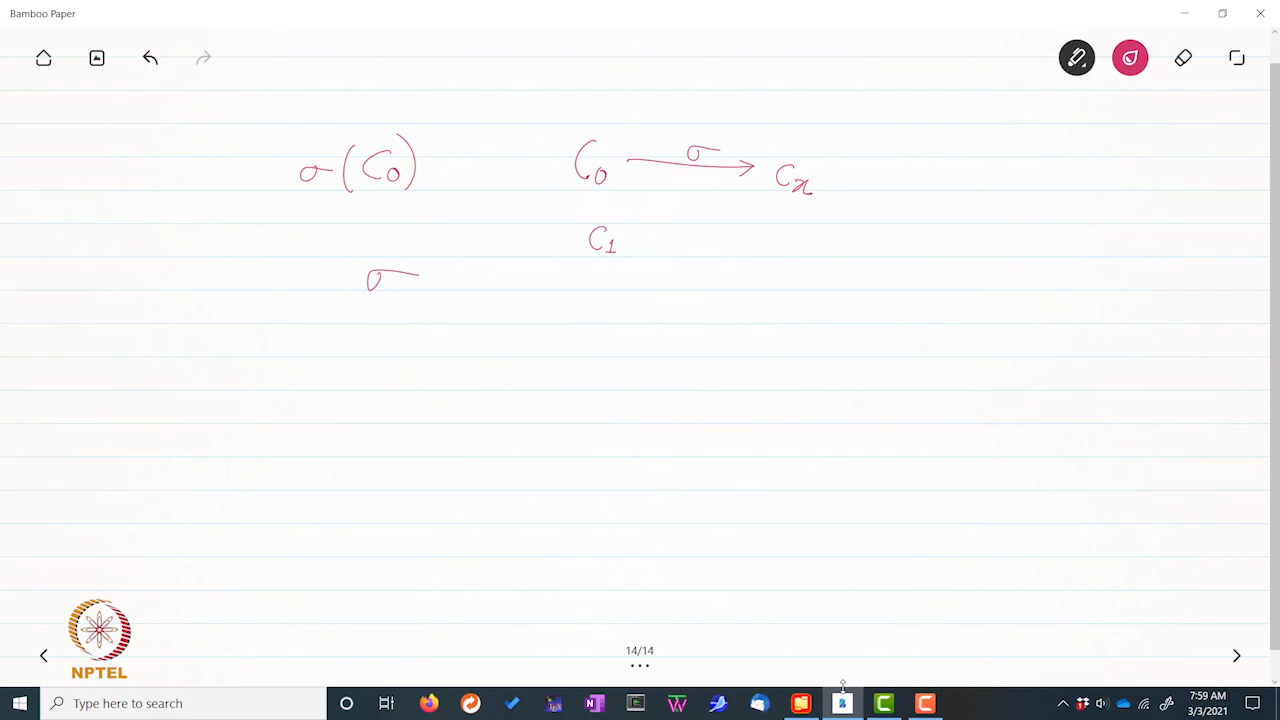 Bamboo Paper
σ(C₀) C₀ σ→ Cₓ
C₁
σ
14/14
NPTEL
Type here to search
7:59 AM
3/3/2021